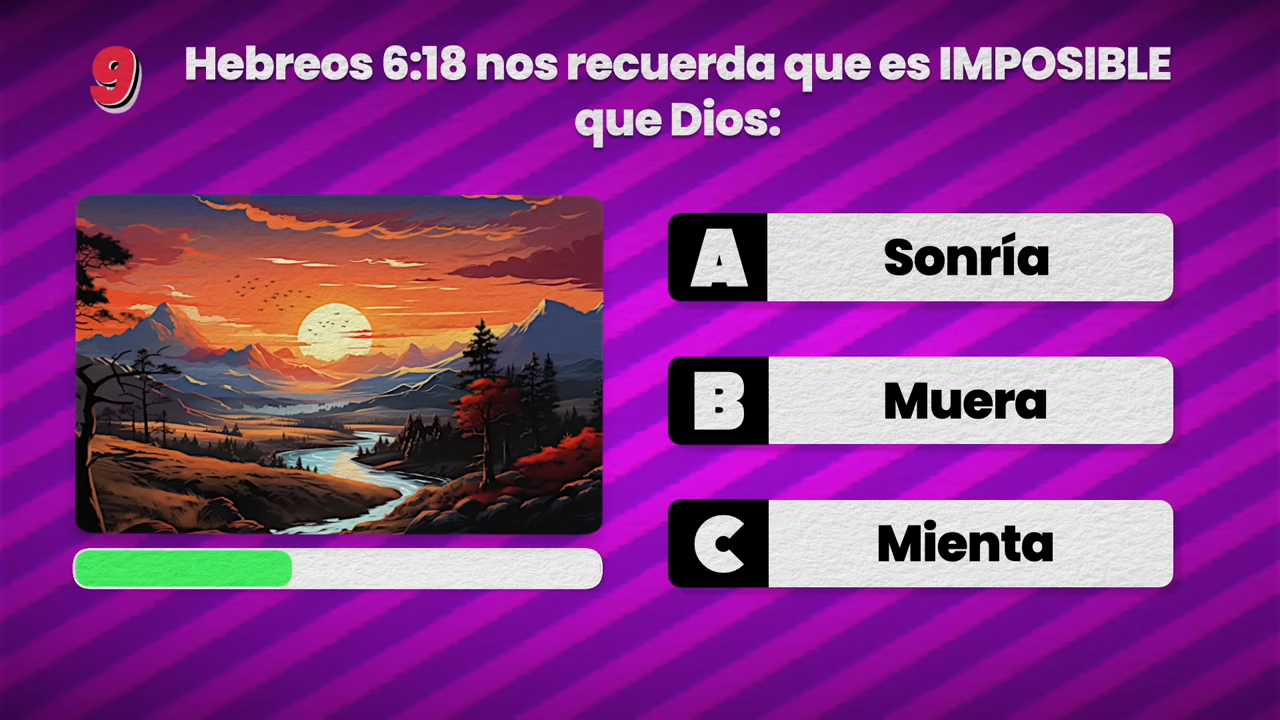 9
Hebreos 6:18 nos recuerda que es IMPOSIBLE
que Dios:
A Sonría
B Muera
C Mienta